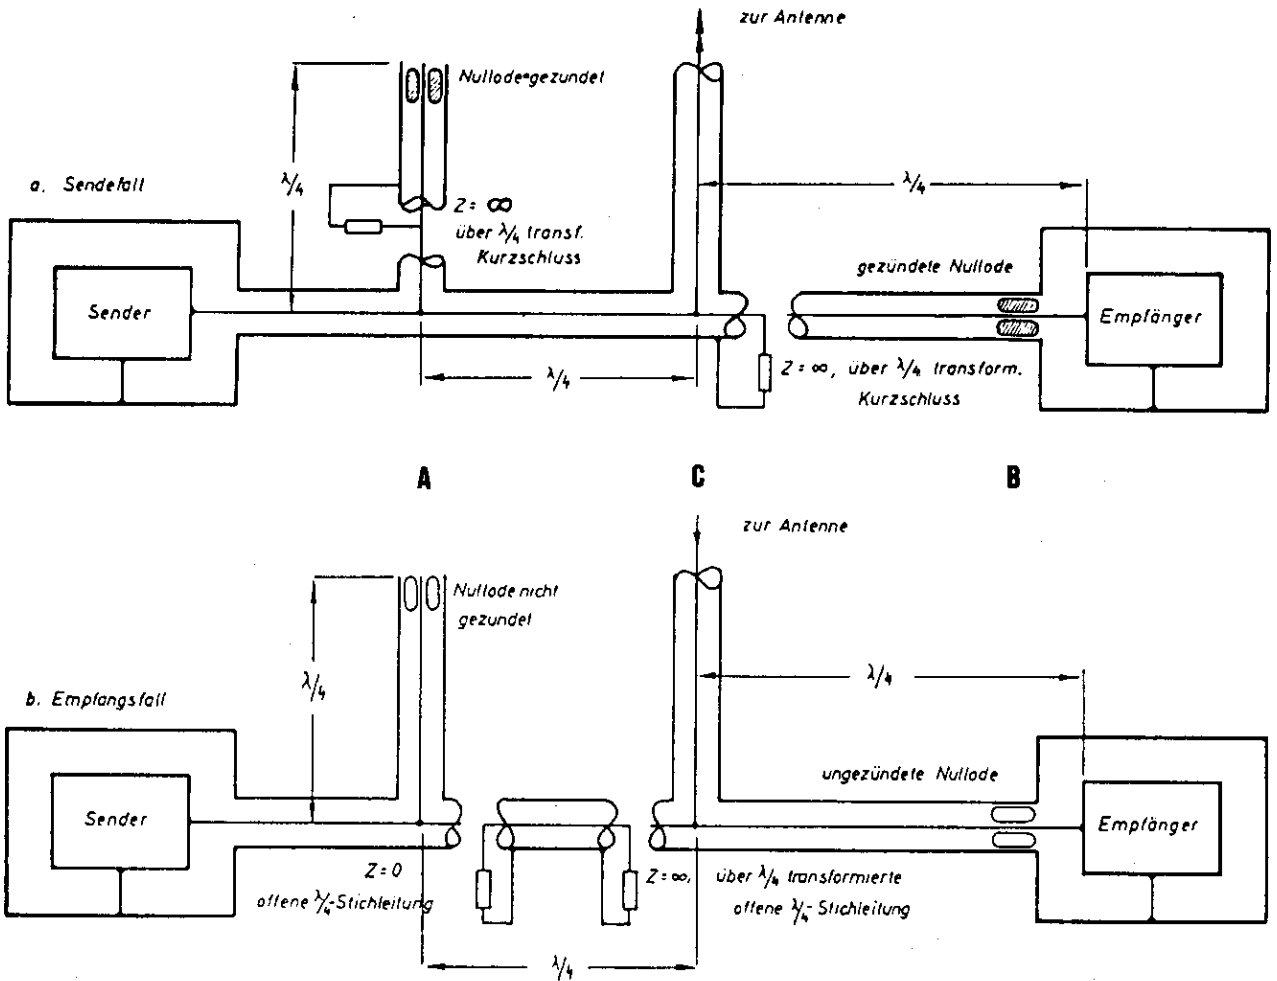 zur Antenne
Nullode gezundet
λ/4
a. Sendefall
λ/4
Z = ∞
über λ/4 transf.
Kurzschluss
gezündete Nullode
Sender
Empfänger
λ/4
Z = ∞, über λ/4 transform.
Kurzschluss
A
C
B
zur Antenne
Nullode nicht
gezundet
λ/4
λ/4
b. Empfangsfall
ungezündete Nullode
Sender
Empfänger
Z = 0
offene λ/4-Stichleitung
Z = ∞, über λ/4 transformierte
offene λ/4-Stichleitung
λ/4